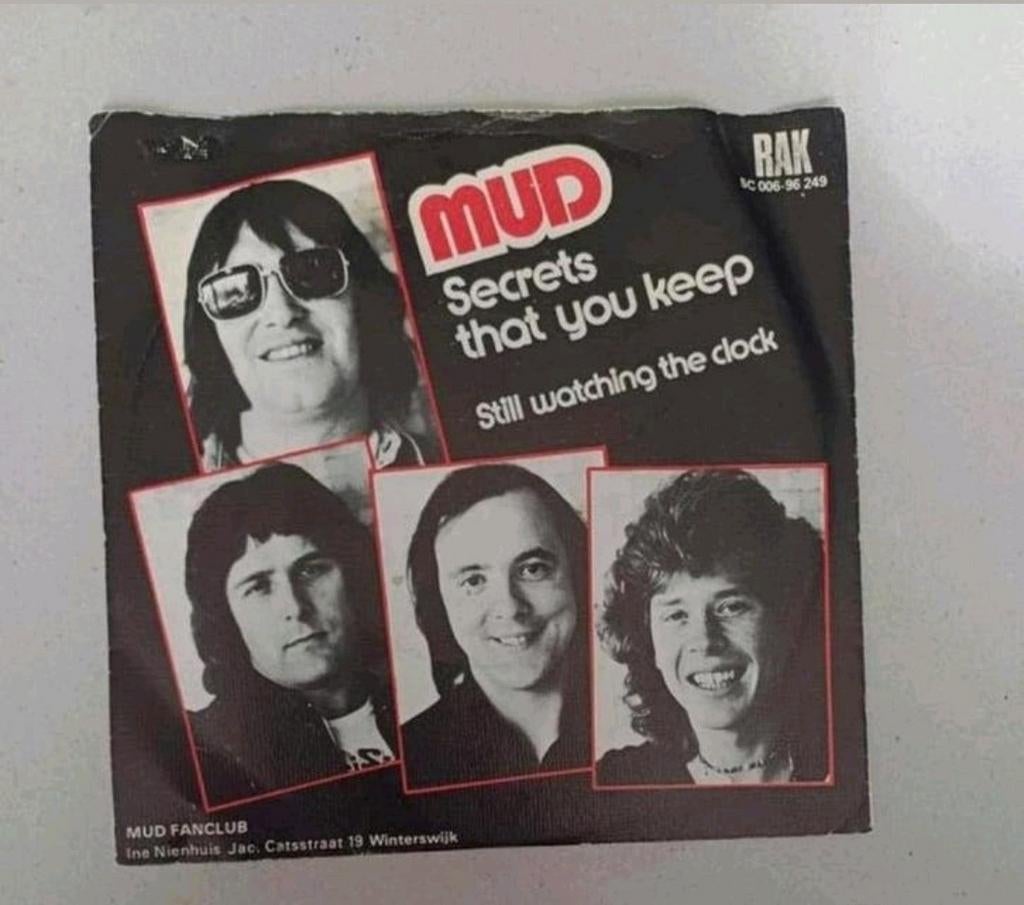 MUD
Secrets
that you keep
Still watching the clock
RAK
5C 006-96 249
MUD FANCLUB
Ine Nienhuis Jac. Catsstraat 19 Winterswijk